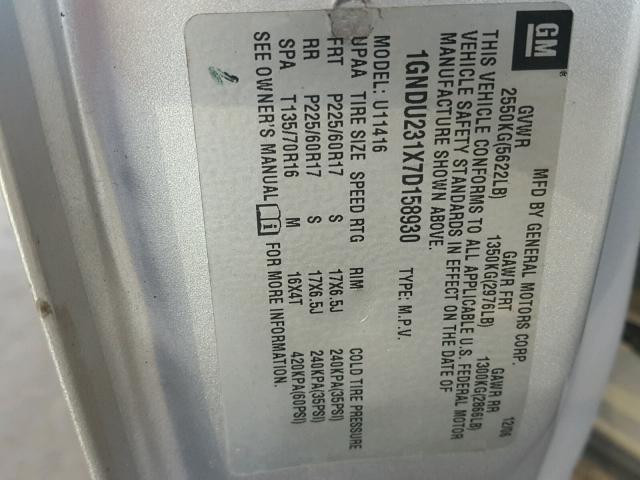 GM
MFD BY GENERAL MOTORS CORP. 12/06
GVWR GAWR FRT GAWR RR
2550KG(5622LB) 1350KG(2976LB) 1300KG(2866LB)
THIS VEHICLE CONFORMS TO ALL APPLICABLE U.S. FEDERAL MOTOR
VEHICLE SAFETY STANDARDS IN EFFECT ON THE DATE OF
MANUFACTURE SHOWN ABOVE.
1GNDU231X7D158930 TYPE: M.P.V.
MODEL: U11416
UPAA TIRE SIZE SPEED RTG RIM COLD TIRE PRESSURE
FRT P225/60R17 S 17X6.5J 240KPA(35PSI)
RR P225/60R17 S 17X6.5J 240KPA(35PSI)
SPA T135/70R16 M 16X4T 420KPA(60PSI)
SEE OWNER'S MANUAL FOR MORE INFORMATION.